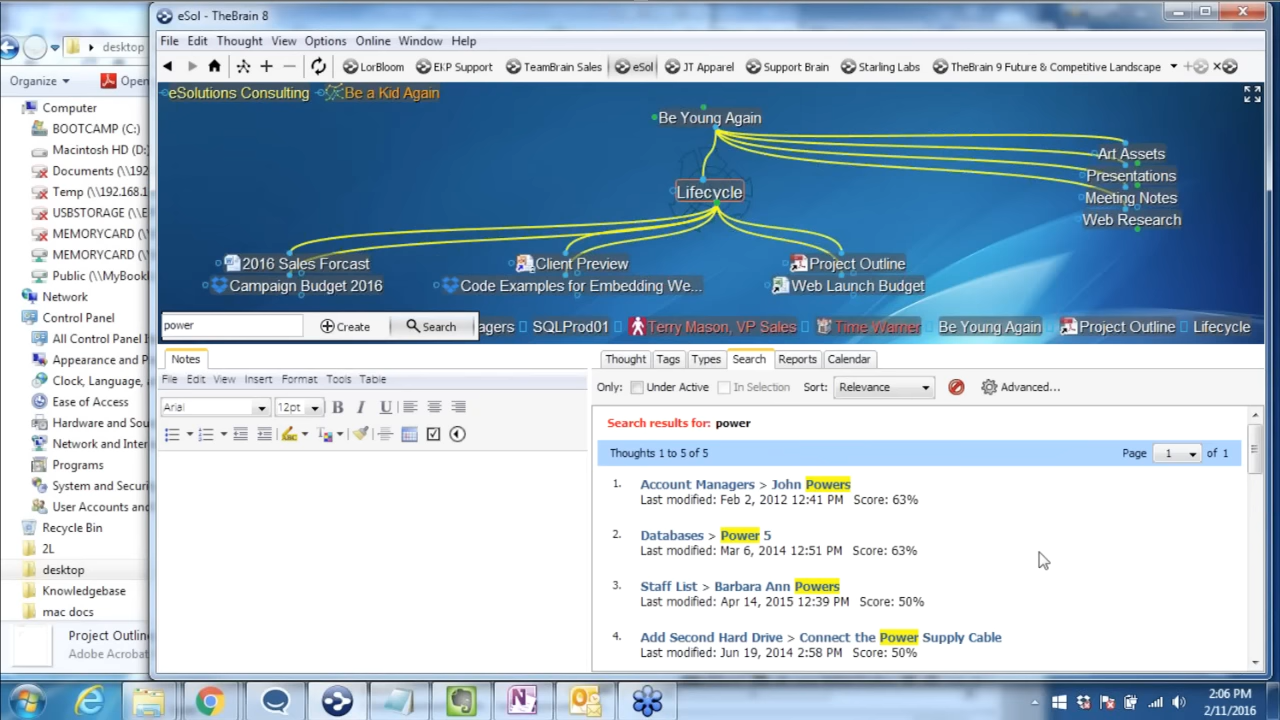 eSol - TheBrain 8
desktop
File Edit Thought View Options Online Window Help
LorBloom EKP Support TeamBrain Sales eSol JT Apparel Support Brain Starling Labs TheBrain 9 Future & Competitive Landscape
Organize Open
eSolutions Consulting Be a Kid Again
Computer
BOOTCAMP (C:)
Macintosh HD (D:)
Documents (\\192
Temp (\\192.168.1
USBSTORAGE (\\E
MEMORYCARD (\\
MEMORYCARD (\\
Public (\\MyBookl
Network
Control Panel
All Control Panel I
Appearance and P
Clock, Language,
Ease of Access
Hardware and Sou
Network and Inter
Programs
System and Securi
User Accounts and
Recycle Bin
2L
desktop
Knowledgebase
mac docs
Project Outline
Adobe Acrobat
Be Young Again
Lifecycle
Art Assets
Presentations
Meeting Notes
Web Research
2016 Sales Forcast Client Preview Project Outline
Campaign Budget 2016 Code Examples for Embedding We... Web Launch Budget
power Create Search agers SQLProd01 Terry Mason, VP Sales Time Warner Be Young Again Project Outline Lifecycle
Notes
File Edit View Insert Format Tools Table
Arial 12pt B I U
Thought Tags Types Search Reports Calendar
Only: Under Active In Selection Sort: Relevance Advanced...
Search results for: power
Thoughts 1 to 5 of 5 Page 1 of 1
1. Account Managers > John Powers
Last modified: Feb 2, 2012 12:41 PM Score: 63%
2. Databases > Power 5
Last modified: Mar 6, 2014 12:51 PM Score: 63%
3. Staff List > Barbara Ann Powers
Last modified: Apr 14, 2015 12:39 PM Score: 50%
4. Add Second Hard Drive > Connect the Power Supply Cable
Last modified: Jun 19, 2014 2:58 PM Score: 50%
2:06 PM
2/11/2016